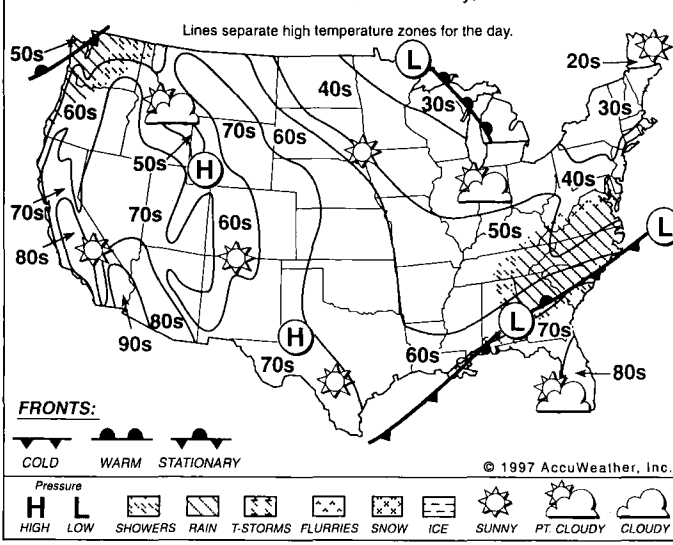 Lines separate high temperature zones for the day.
50s
L
20s
40s
30s
60s
30s
70s
60s
50s
H
40s
70s
70s
60s
50s
L
80s
80s
90s
H
L
70s
70s
60s
80s
FRONTS:
COLD WARM STATIONARY
© 1997 AccuWeather, Inc.
Pressure
H L
HIGH LOW SHOWERS RAIN T-STORMS FLURRIES SNOW ICE SUNNY PT. CLOUDY CLOUDY